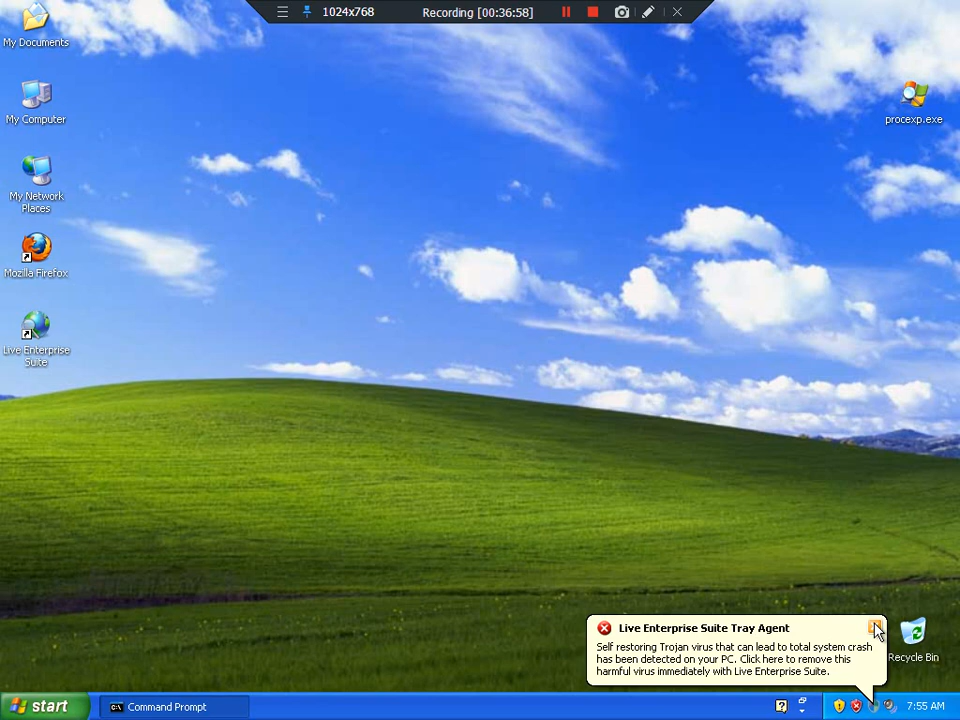 1024x768
Recording [00:36:58]
My Documents
My Computer
My Network
Places
Mozilla Firefox
Live Enterprise
Suite
procexp.exe
Live Enterprise Suite Tray Agent
Self restoring Trojan virus that can lead to total system crash
has been detected on your PC. Click here to remove this
harmful virus immediately with Live Enterprise Suite.
Recycle Bin
start
Command Prompt
7:55 AM